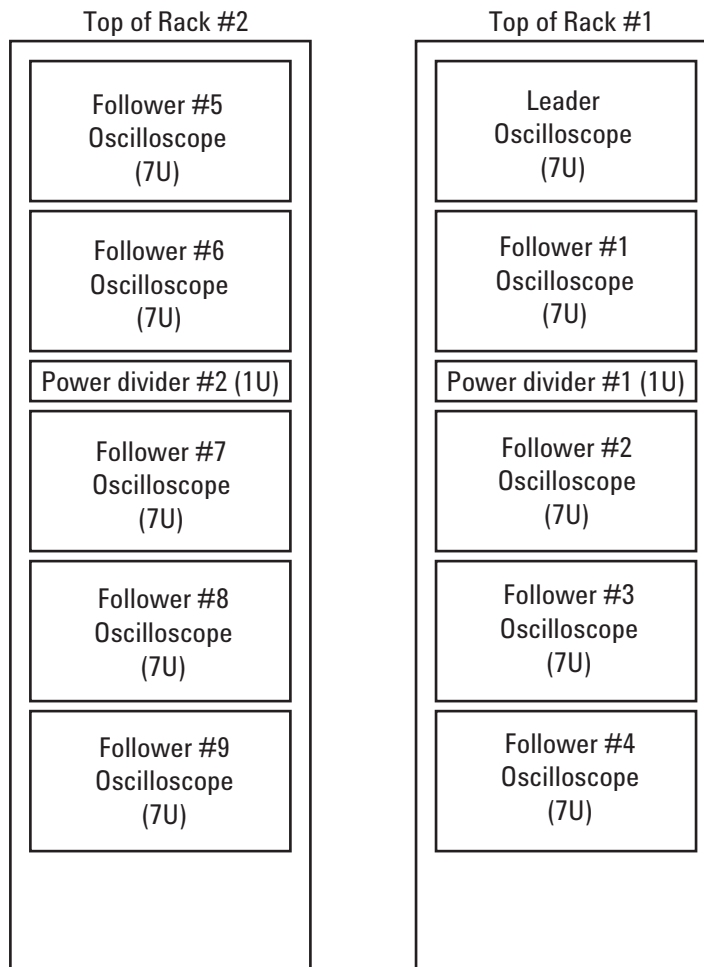 Top of Rack #2
Follower #5
Oscilloscope
(7U)
Follower #6
Oscilloscope
(7U)
Power divider #2 (1U)
Follower #7
Oscilloscope
(7U)
Follower #8
Oscilloscope
(7U)
Follower #9
Oscilloscope
(7U)
Top of Rack #1
Leader
Oscilloscope
(7U)
Follower #1
Oscilloscope
(7U)
Power divider #1 (1U)
Follower #2
Oscilloscope
(7U)
Follower #3
Oscilloscope
(7U)
Follower #4
Oscilloscope
(7U)